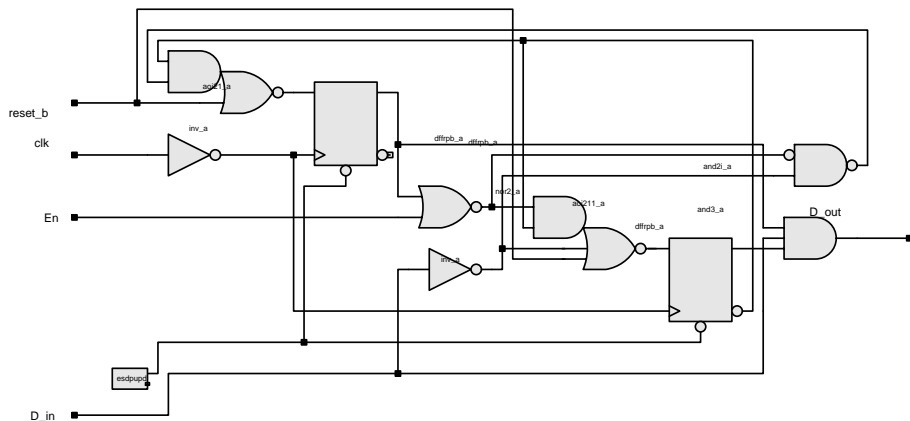 aoi21_a
reset_b
inv_a
clk
dffrpb_a
dffrpb_a
and2i_a
nor2_a
aoi211_a
and3_a
D_out
En
dffrpb_a
inv_a
esdpupd
D_in